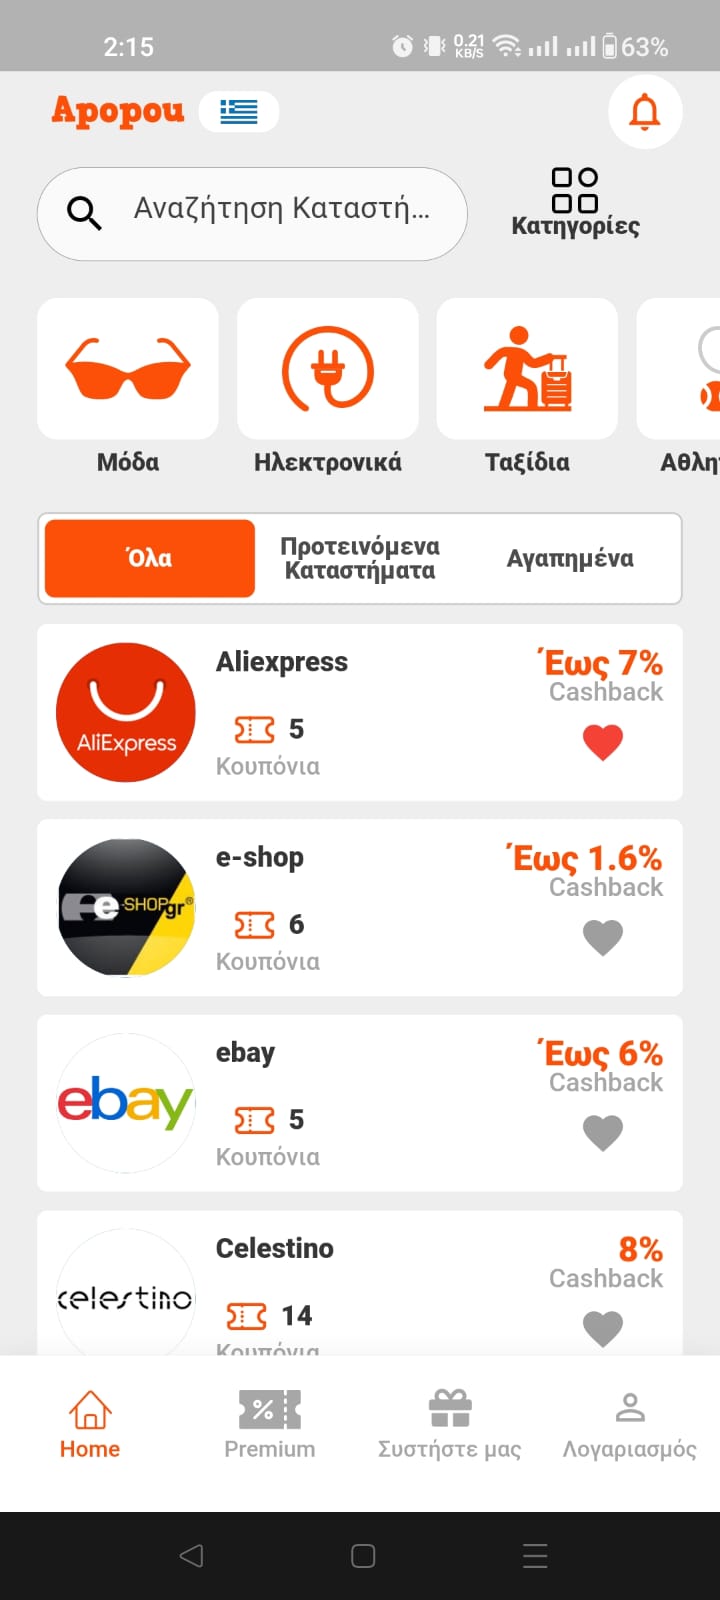 2:15
0.21
KB/S
63%
Apopou
Αναζήτηση Καταστή...
Κατηγορίες
Μόδα
Ηλεκτρονικά
Ταξίδια
Αθλη
Όλα
Προτεινόμενα
Καταστήματα
Αγαπημένα
AliExpress
Aliexpress
5
Κουπόνια
Έως 7%
Cashback
e-SHOP.gr®
e-shop
6
Κουπόνια
Έως 1.6%
Cashback
ebay
ebay
5
Κουπόνια
Έως 6%
Cashback
celestino
Celestino
14
Κουπόνια
8%
Cashback
Home
Premium
Συστήστε μας
Λογαριασμός